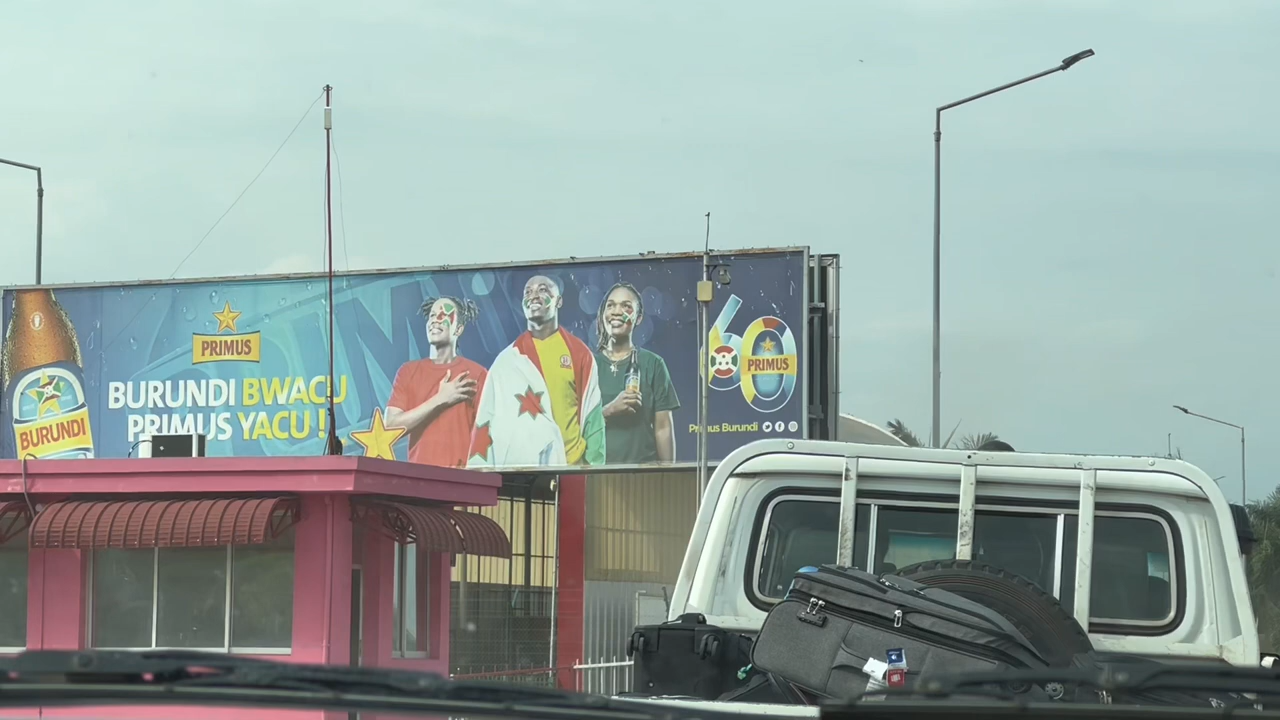 PRIMUS
BURUNDI BWACU
PRIMUS YACU !
BURUNDI
60
PRIMUS
Primus Burundi